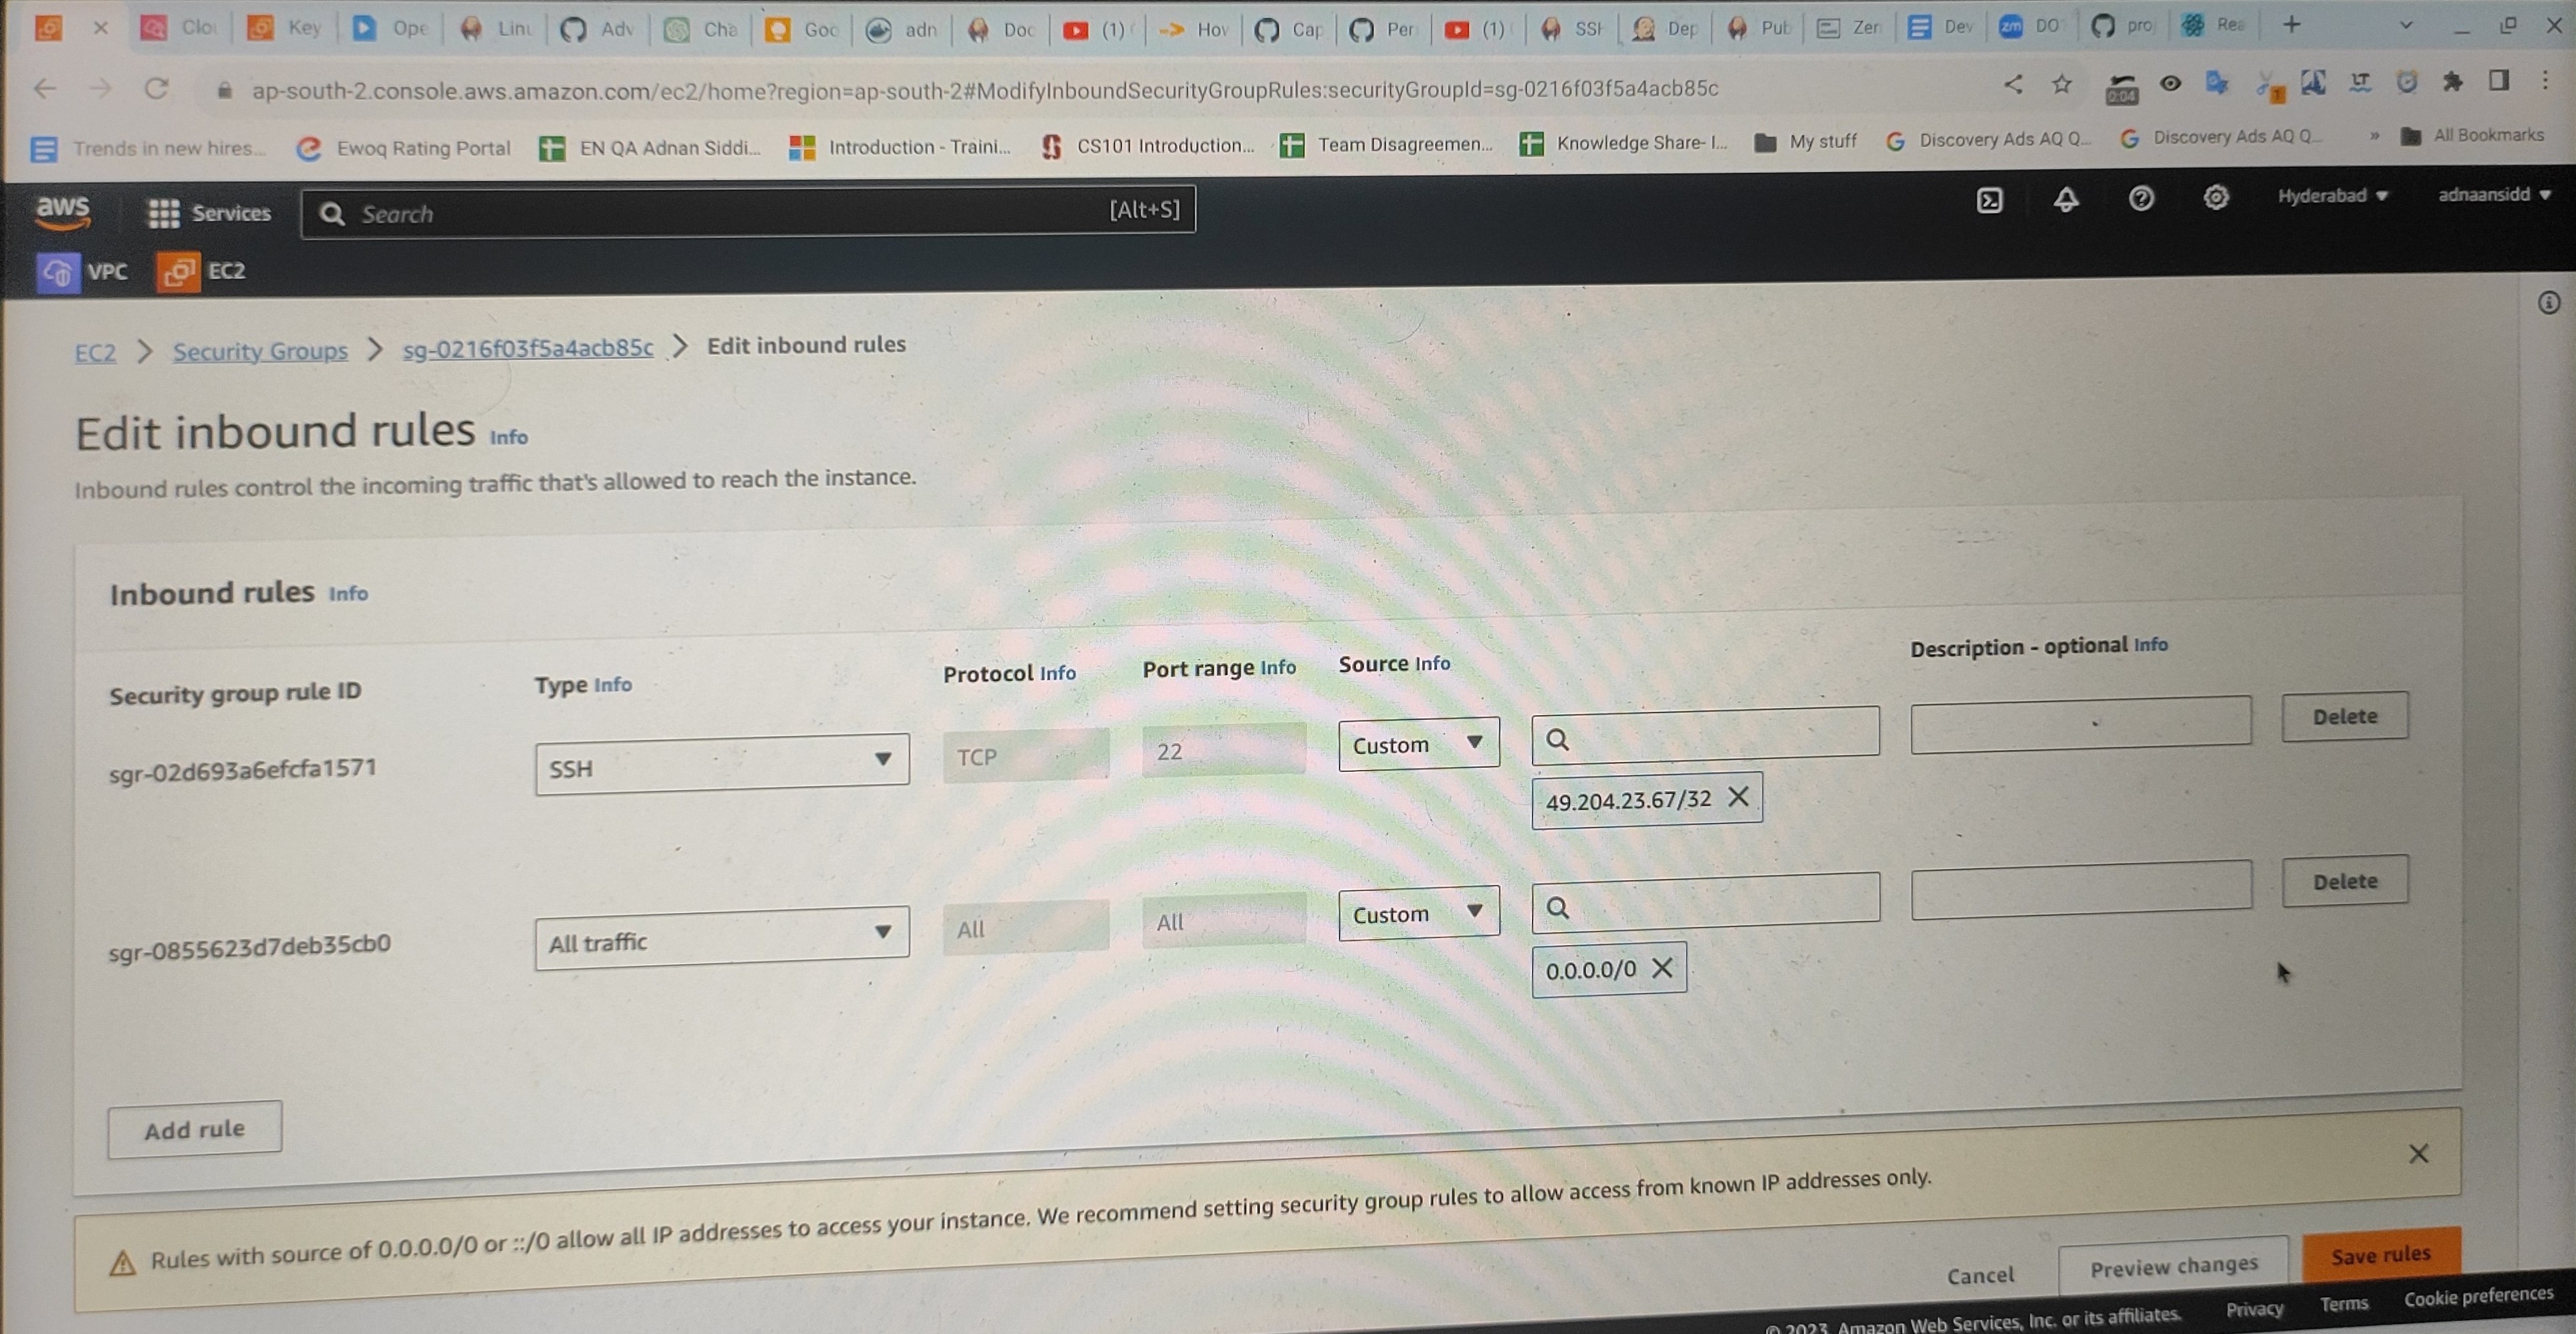 Clo Key Ope Linu Adv Cha Goo adn Doc (1) Hov Cap Per (1) SSH Dep Pub Zen Dev zm DO pro Rea
ap-south-2.console.aws.amazon.com/ec2/home?region=ap-south-2#ModifyInboundSecurityGroupRules:securityGroupId=sg-0216f03f5a4acb85c 0:04 LT
Trends in new hires... Ewoq Rating Portal EN QA Adnan Siddi... Introduction - Traini... CS101 Introduction... Team Disagreemen... Knowledge Share- I... My stuff Discovery Ads AQ Q... Discovery Ads AQ Q... » All Bookmarks
aws Services Search [Alt+S] Hyderabad adnaansidd
VPC EC2
EC2 > Security Groups > sg-0216f03f5a4acb85c > Edit inbound rules
Edit inbound rules Info
Inbound rules control the incoming traffic that's allowed to reach the instance.
Inbound rules Info
Security group rule ID Type Info Protocol Info Port range Info Source Info Description - optional Info
sgr-02d693a6efcfa1571 SSH TCP 22 Custom Delete
49.204.23.67/32
sgr-0855623d7deb35cb0 All traffic All All Custom Delete
0.0.0.0/0
Add rule
Rules with source of 0.0.0.0/0 or ::/0 allow all IP addresses to access your instance. We recommend setting security group rules to allow access from known IP addresses only.
Cancel Preview changes Save rules
© 2023, Amazon Web Services, Inc. or its affiliates. Privacy Terms Cookie preferences